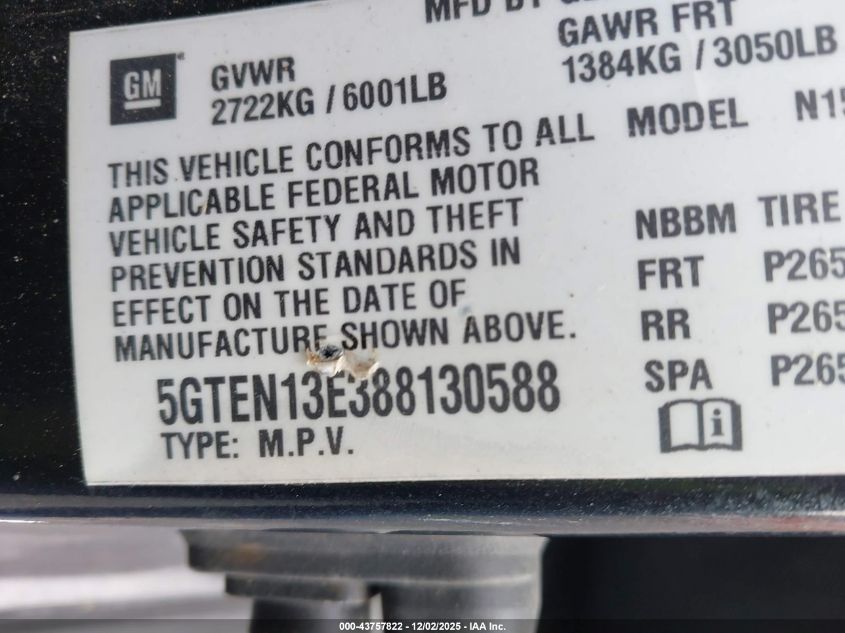 MFD BY
GM
GVWR
2722KG / 6001LB
GAWR FRT
1384KG / 3050LB
THIS VEHICLE CONFORMS TO ALL
APPLICABLE FEDERAL MOTOR
VEHICLE SAFETY AND THEFT
PREVENTION STANDARDS IN
EFFECT ON THE DATE OF
MANUFACTURE SHOWN ABOVE.
5GTEN13E388130588
TYPE: M.P.V.
MODEL N15
NBBM TIRE
FRT P265
RR P265
SPA P265
i
000-43757822 - 12/02/2025 - IAA Inc.